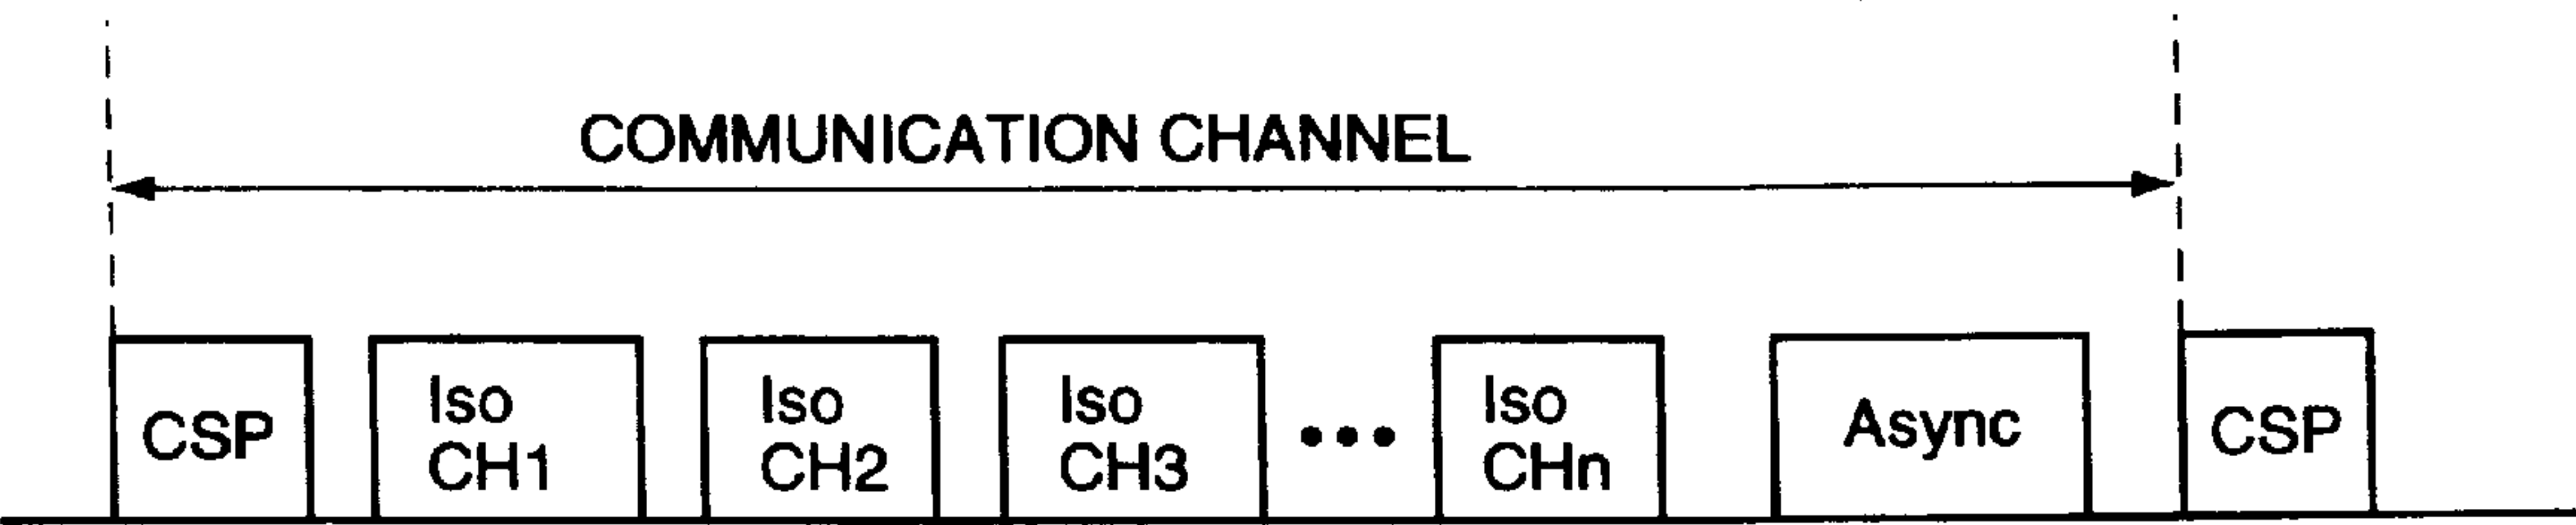 COMMUNICATION CHANNEL
CSP
Iso
CH1
Iso
CH2
Iso
CH3
•••
Iso
CHn
Async
CSP